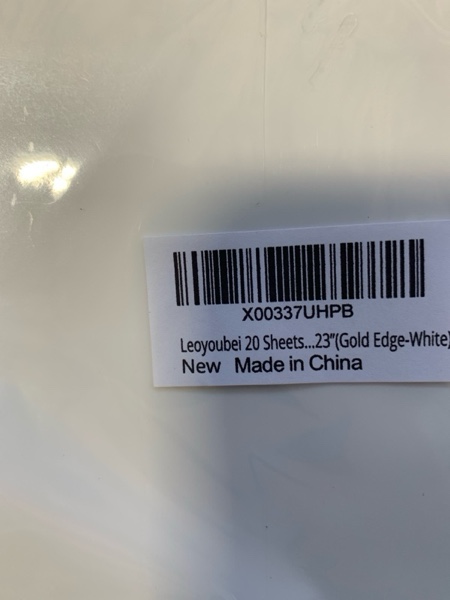 X00337UHPB
Leoyoubei 20 Sheets...23”(Gold Edge-White)
New Made in China